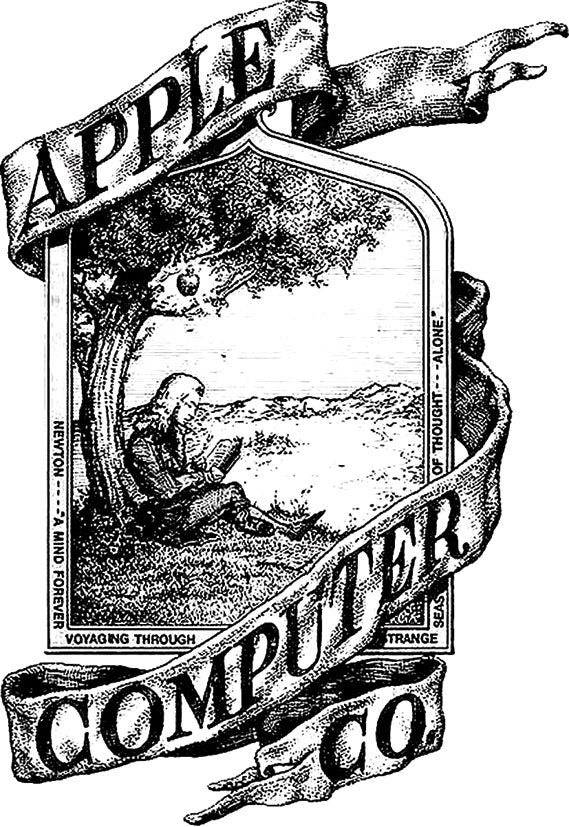 APPLE
COMPUTER
CO.
NEWTON - - - - "A MIND FOREVER
VOYAGING THROUGH
STRANGE
SEAS
OF THOUGHT - - - ALONE."